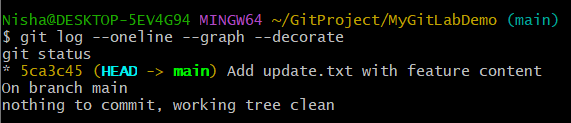 Nisha@DESKTOP-5EV4G94 MINGW64 ~/GitProject/MyGitLabDemo (main)
$ git log --oneline --graph --decorate
git status
* 5ca3c45 (HEAD -> main) Add update.txt with feature content
On branch main
nothing to commit, working tree clean